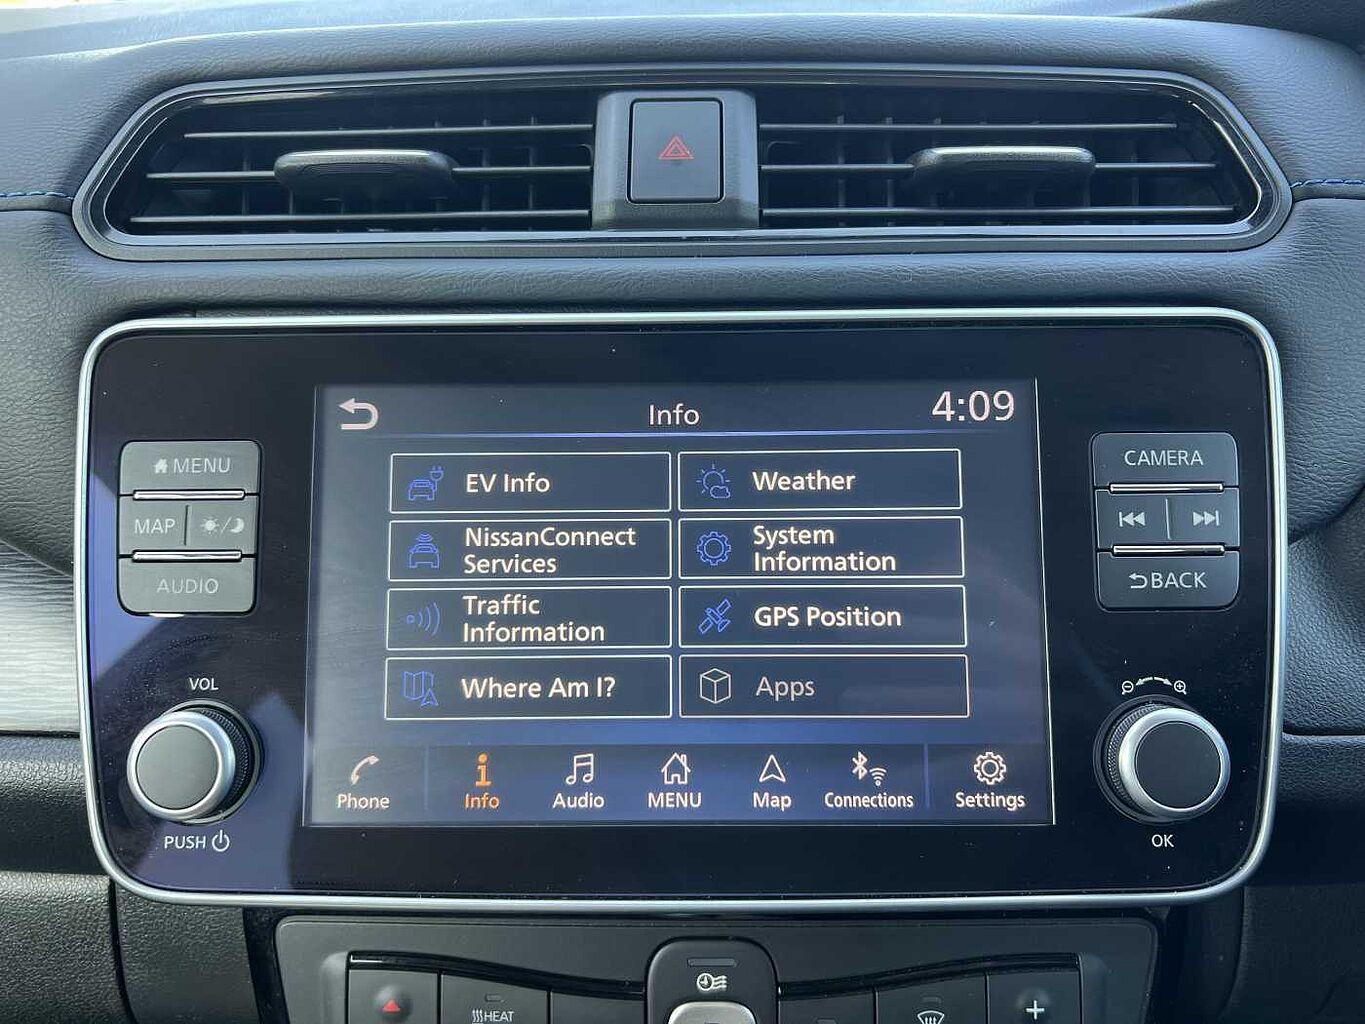 Info
4:09
MENU
MAP
AUDIO
EV Info
Weather
NissanConnect
Services
System
Information
Traffic
Information
GPS Position
Where Am I?
Apps
Phone
Info
Audio
MENU
Map
Connections
Settings
CAMERA
BACK
VOL
PUSH
OK
HEAT
+